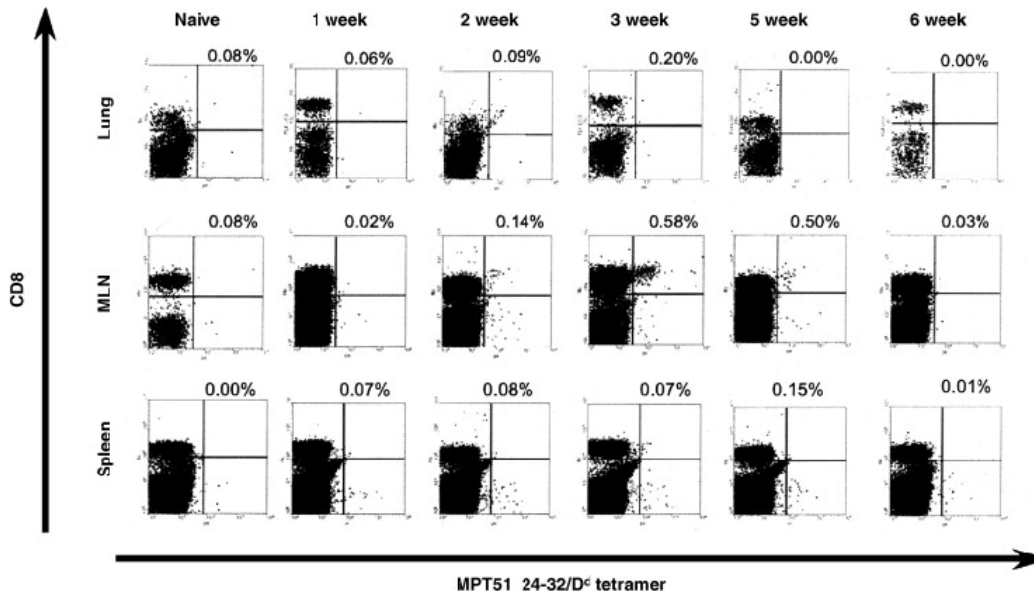 Naive 1 week 2 week 3 week 5 week 6 week
0.08% 0.06% 0.09% 0.20% 0.00% 0.00%
Lung
0.08% 0.02% 0.14% 0.58% 0.50% 0.03%
MLN
CD8
0.00% 0.07% 0.08% 0.07% 0.15% 0.01%
Spleen
MPT51 24-32/Dᵈ tetramer